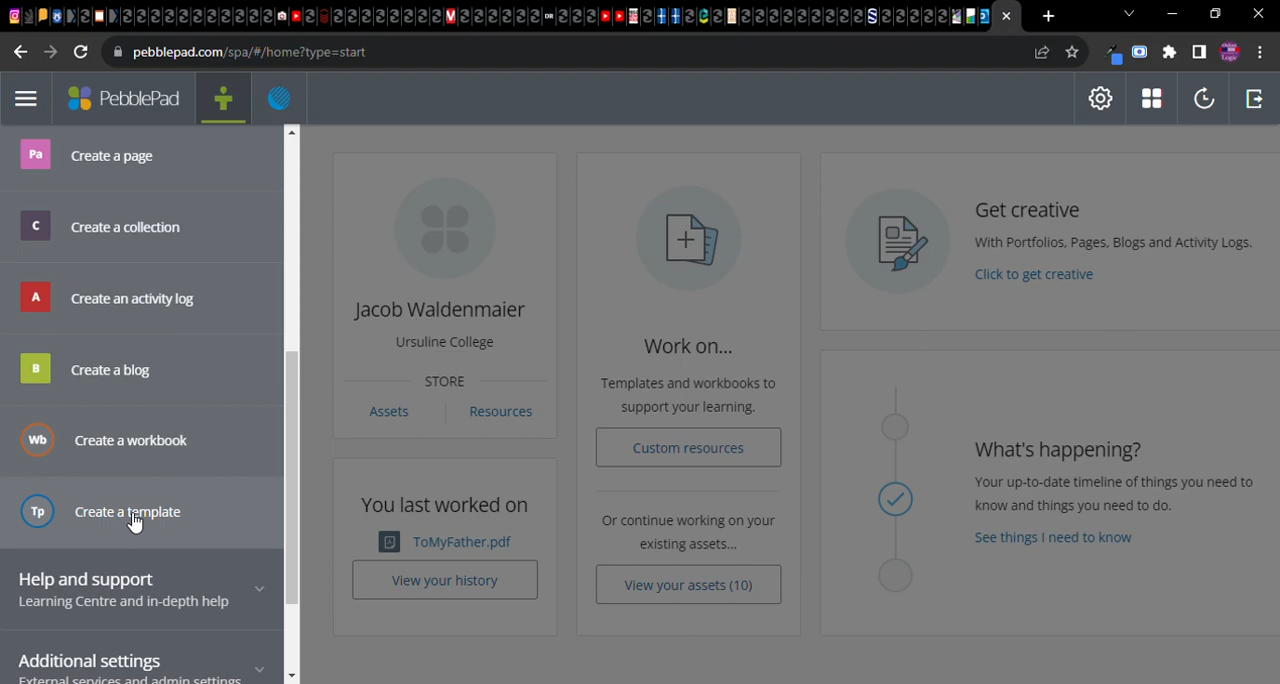 pebblepad.com/spa/#/home?type=start
PebblePad
Pa Create a page
C Create a collection
A Create an activity log
B Create a blog
Wb Create a workbook
Tp Create a template
Help and support
Learning Centre and in-depth help
Additional settings
External services and admin settings
Jacob Waldenmaier
Ursuline College
STORE
Assets Resources
You last worked on
ToMyFather.pdf
View your history
Work on...
Templates and workbooks to
support your learning.
Custom resources
Or continue working on your
existing assets...
View your assets (10)
Get creative
With Portfolios, Pages, Blogs and Activity Logs.
Click to get creative
What's happening?
Your up-to-date timeline of things you need to
know and things you need to do.
See things I need to know